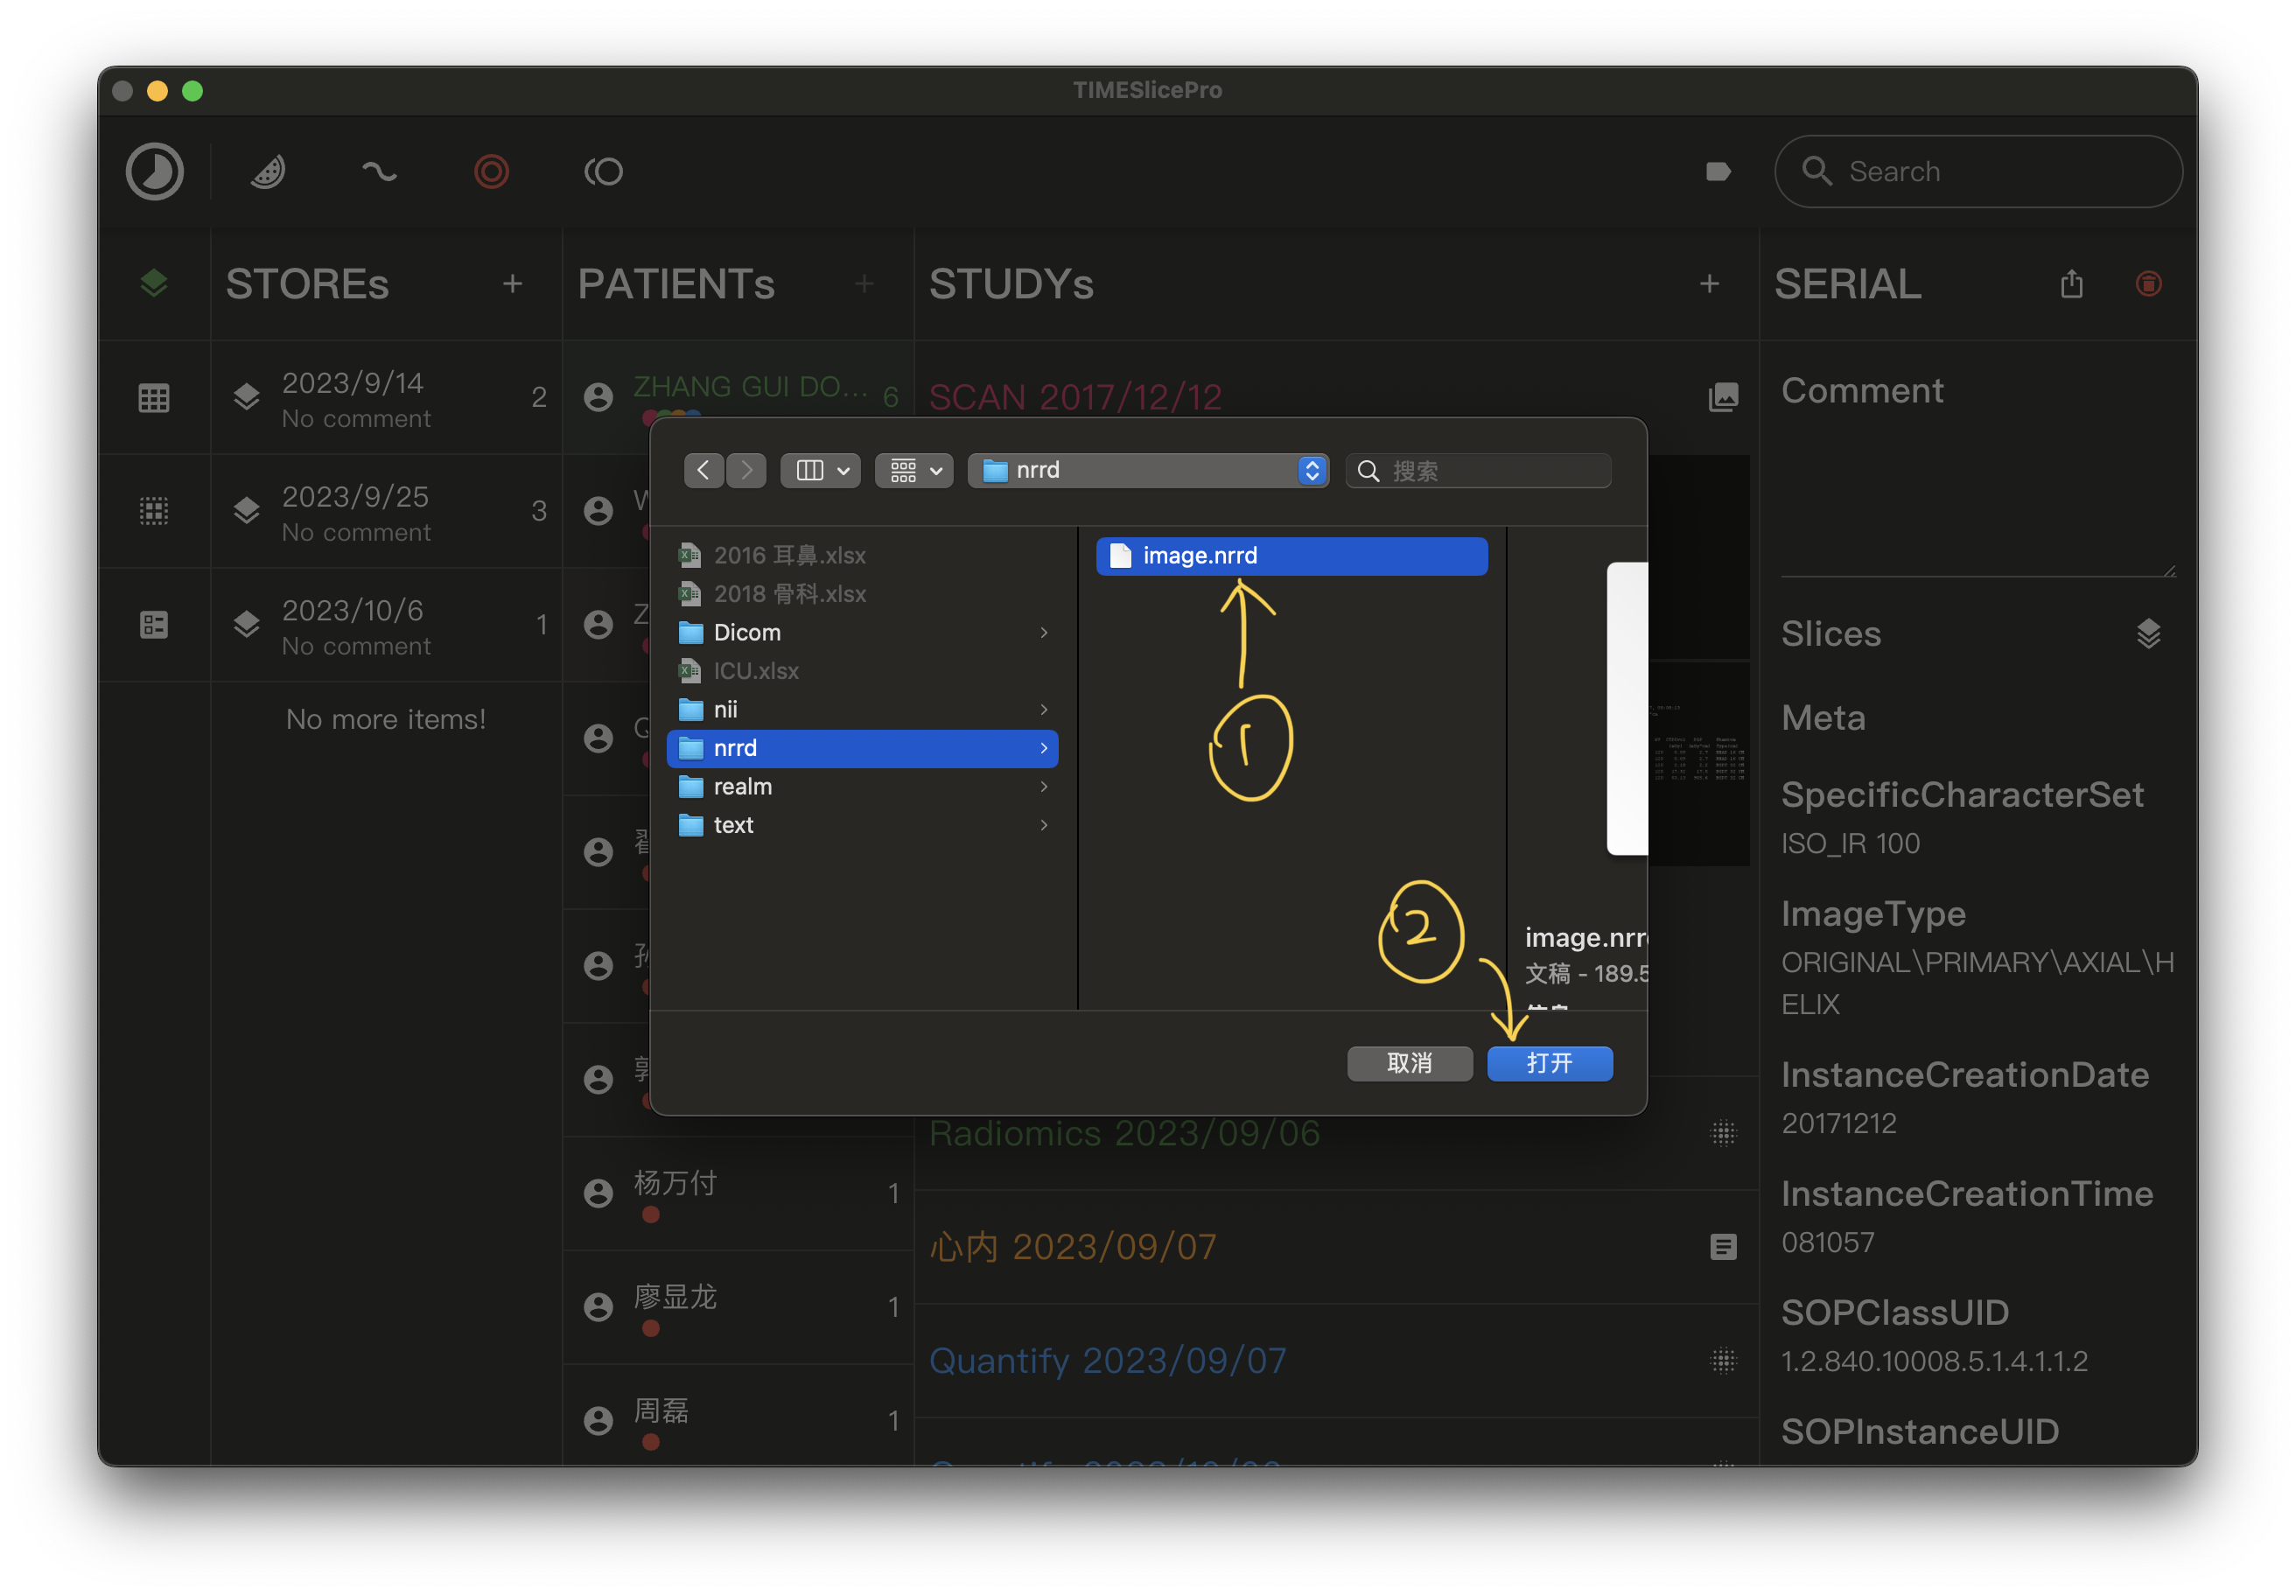 TIMESlicePro
Search
STOREs
PATIENTs
STUDYs
SERIAL
2023/9/14
No comment
2
2023/9/25
No comment
3
2023/10/6
No comment
1
No more items!
ZHANG GUI DO...
6
杨万付
1
廖显龙
1
周磊
1
SCAN 2017/12/12
Radiomics 2023/09/06
心内 2023/09/07
Quantify 2023/09/07
nrrd
搜索
2016 耳鼻.xlsx
2018 骨科.xlsx
Dicom
ICU.xlsx
nii
nrrd
realm
text
image.nrrd
1
2
image.nrr
文稿 - 189.5
取消
打开
Comment
Slices
Meta
SpecificCharacterSet
ISO_IR 100
ImageType
ORIGINAL\PRIMARY\AXIAL\H
ELIX
InstanceCreationDate
20171212
InstanceCreationTime
081057
SOPClassUID
1.2.840.10008.5.1.4.1.1.2
SOPInstanceUID